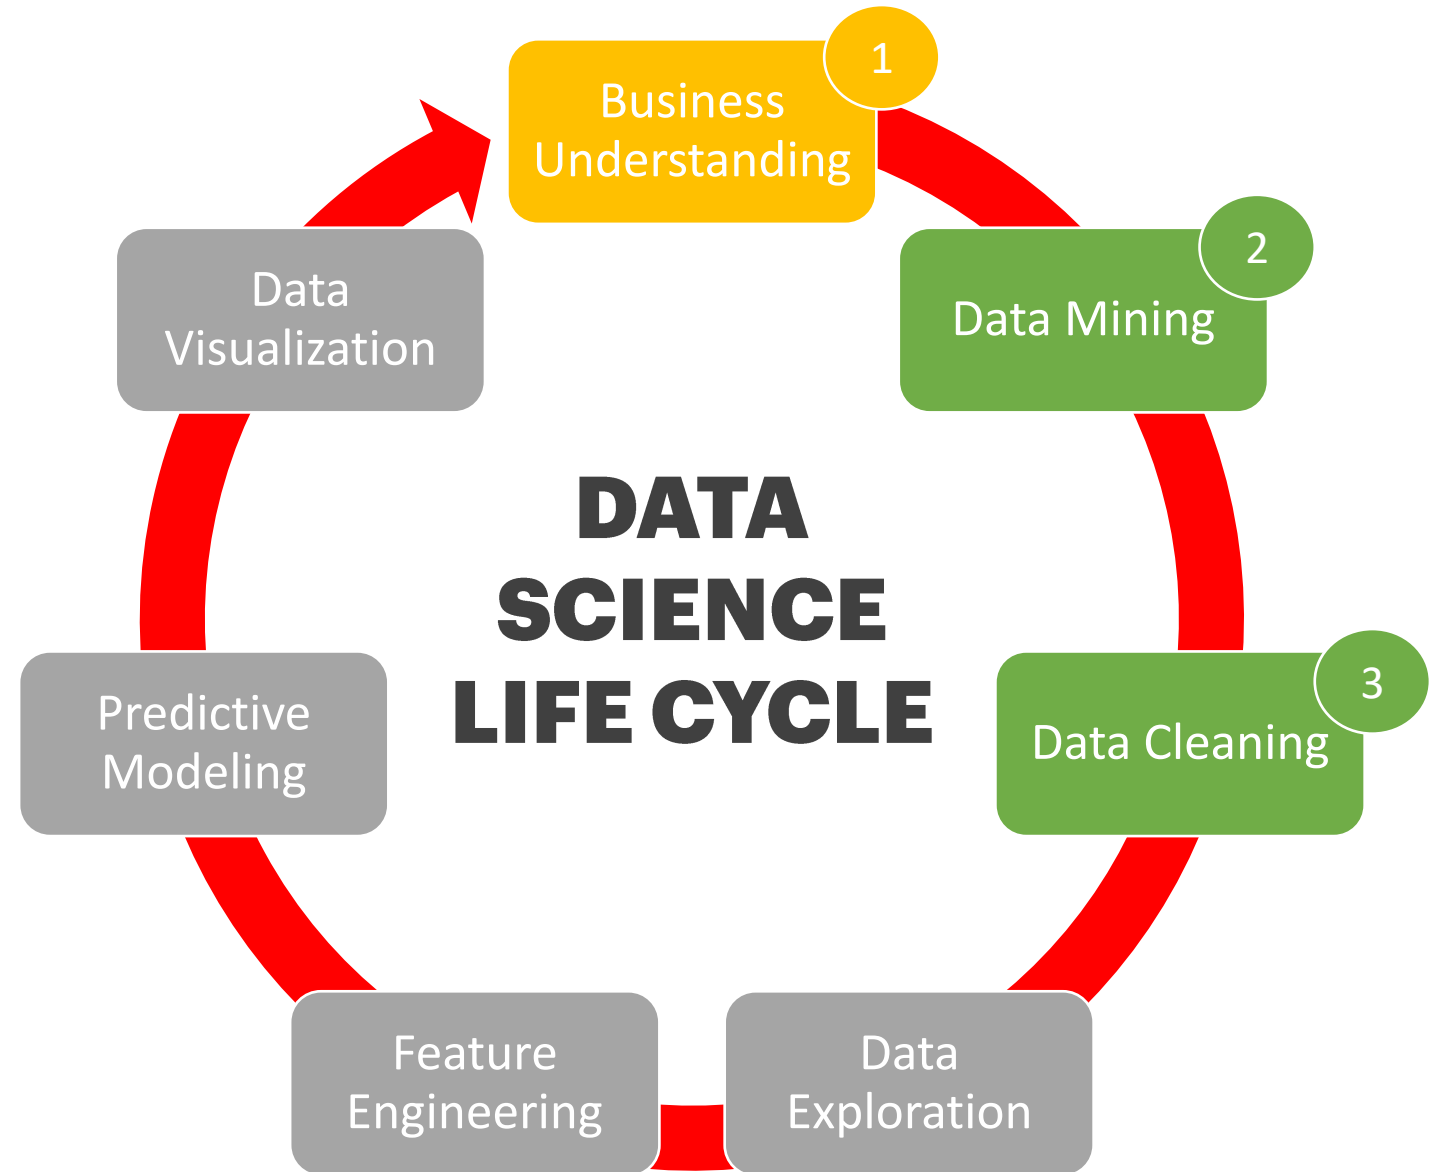 1
Business
Understanding
2
Data Mining
3
Data Cleaning
Data
Exploration
Feature
Engineering
Predictive
Modeling
Data
Visualization
DATA
SCIENCE
LIFE CYCLE